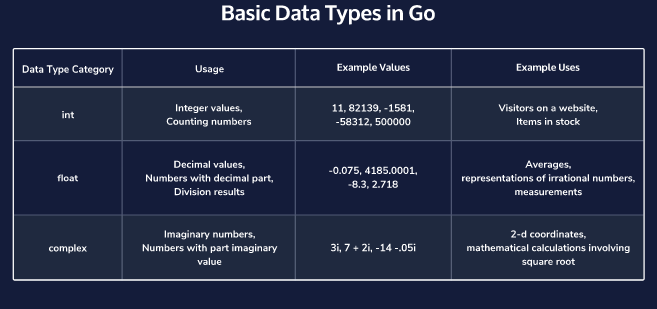 Basic Data Types in Go
Data Type Category
Usage
Example Values
Example Uses
int
Integer values,
Counting numbers
11, 82139, -1581,
-58312, 500000
Visitors on a website,
Items in stock
float
Decimal values,
Numbers with decimal part,
Division results
-0.075, 4185.0001,
-8.3, 2.718
Averages,
representations of irrational numbers,
measurements
complex
Imaginary numbers,
Numbers with part imaginary
value
3i, 7 + 2i, -14 -.05i
2-d coordinates,
mathematical calculations involving
square root